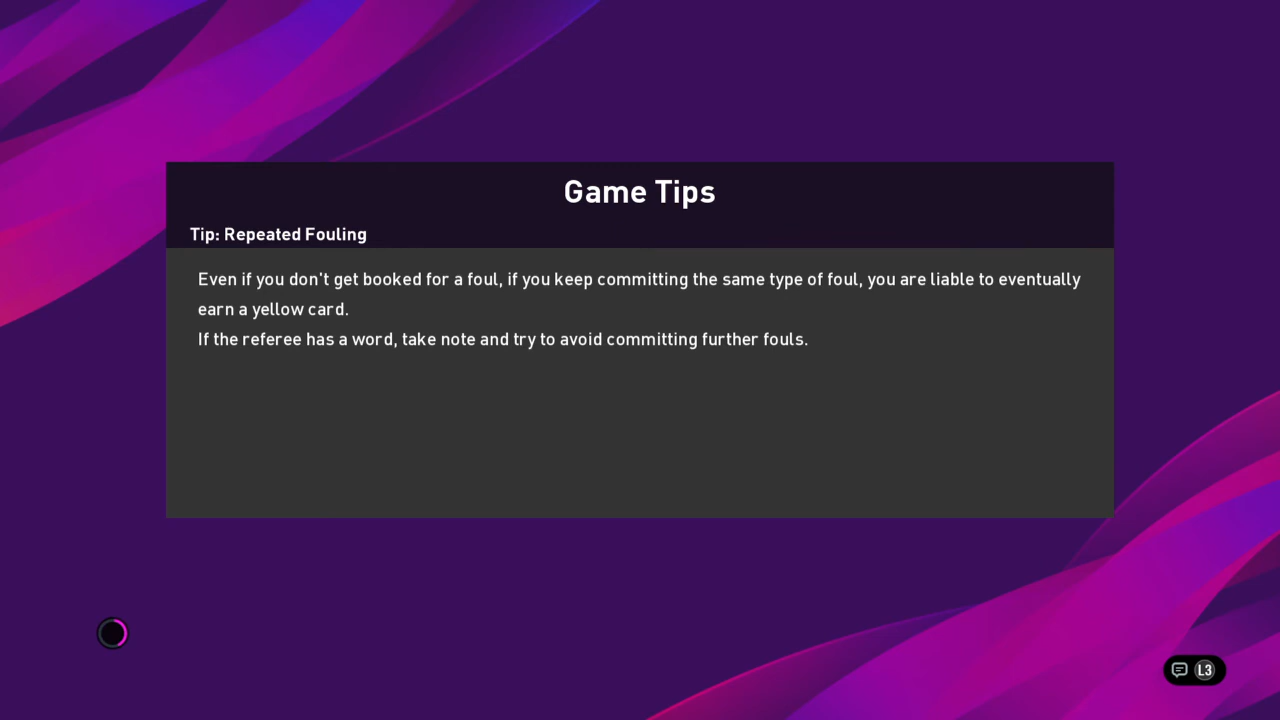 Game Tips
Tip: Repeated Fouling
Even if you don't get booked for a foul, if you keep committing the same type of foul, you are liable to eventually
earn a yellow card.
If the referee has a word, take note and try to avoid committing further fouls.
L3